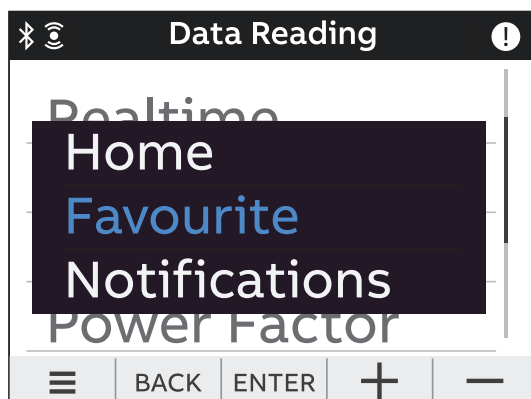 Data Reading
Realtime
Home
Favourite
Notifications
Power Factor
BACK ENTER + —